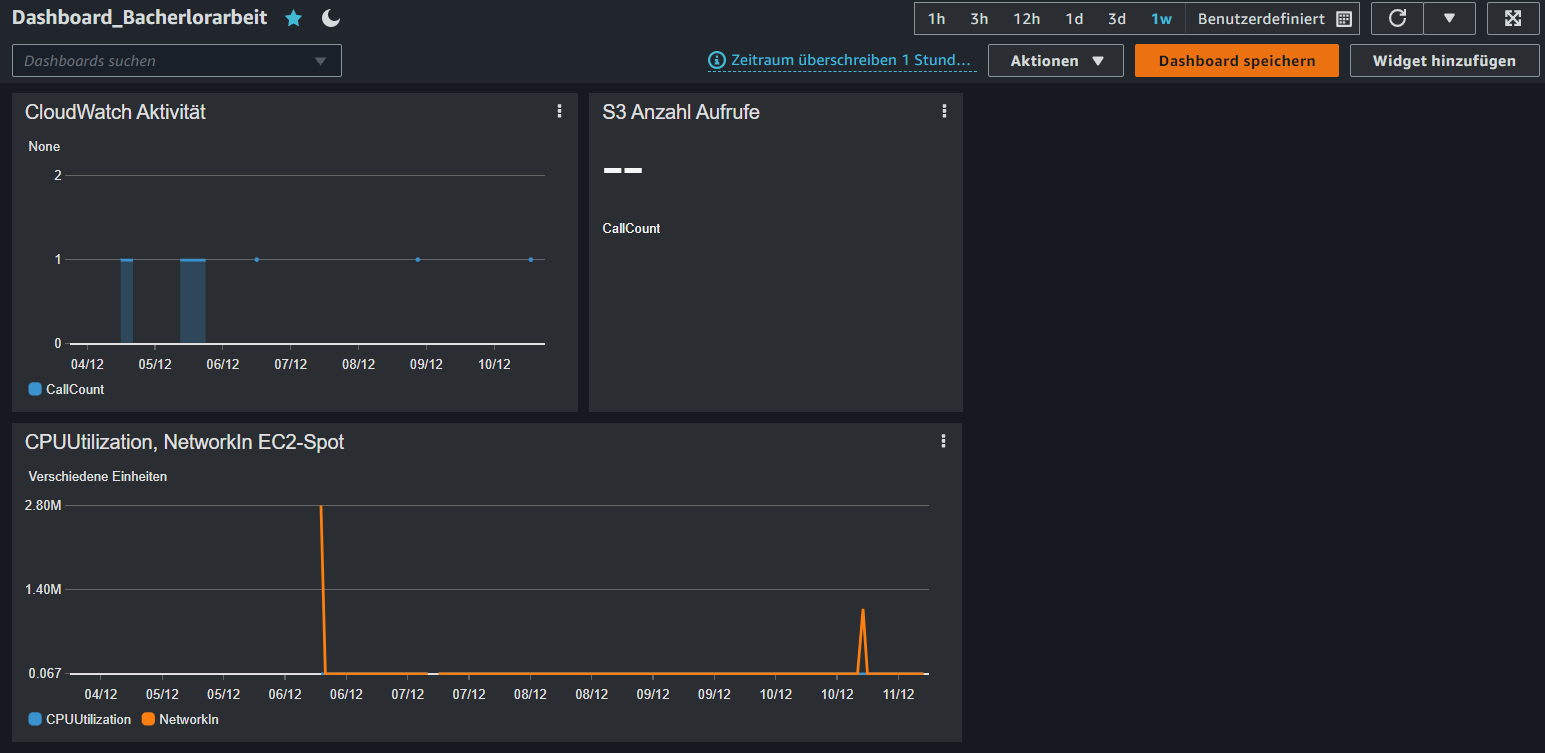 Dashboard_Bacherlorarbeit
1h 3h 12h 1d 3d 1w Benutzerdefiniert
Dashboards suchen
Zeitraum überschreiben 1 Stund...
Aktionen
Dashboard speichern
Widget hinzufügen
CloudWatch Aktivität
None
2
1
0
04/12 05/12 06/12 07/12 08/12 09/12 10/12
CallCount
S3 Anzahl Aufrufe
--
CallCount
CPUUtilization, NetworkIn EC2-Spot
Verschiedene Einheiten
2.80M
1.40M
0.067
04/12 05/12 05/12 06/12 06/12 07/12 07/12 08/12 08/12 09/12 09/12 10/12 10/12 11/12
CPUUtilization NetworkIn